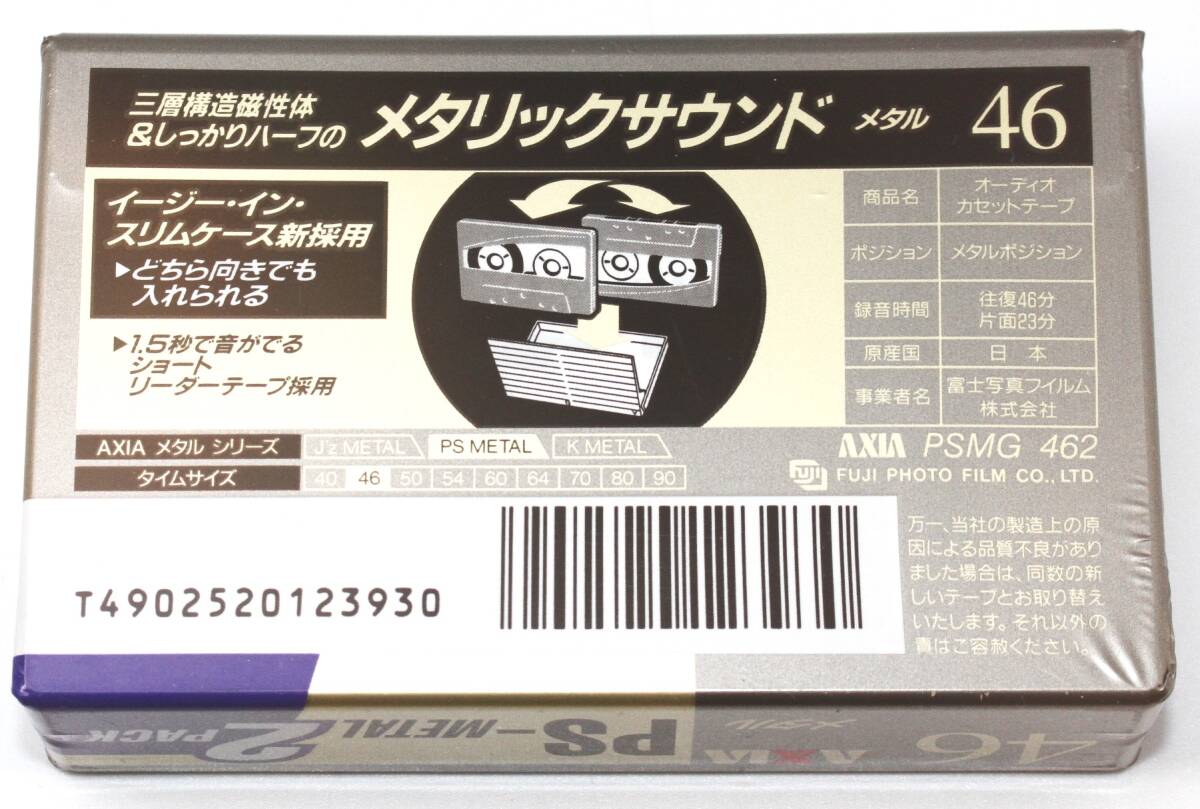 三層構造磁性体
&しっかりハーフの
メタリックサウンド メタル 46
イージー・イン・
スリムケース新採用
▶どちら向きでも
入れられる
▶1.5秒で音がでる
ショート
リーダーテープ採用
商品名 オーディオ
カセットテープ
ポジション メタルポジション
録音時間 往復46分
片面23分
原産国 日本
事業者名 富士写真フイルム
株式会社
AXIA メタル シリーズ J'z METAL PS METAL K METAL
タイムサイズ 40 46 50 54 60 64 70 80 90
AXIA PSMG 462
FUJI FUJI PHOTO FILM CO., LTD.
万一、当社の製造上の原
因による品質不良があり
ました場合は、同数の新
しいテープとお取り替え
いたします。それ以外の
責はご容赦ください。
T4902520123930
46 AXIA メタル PS-METAL 2 PACK